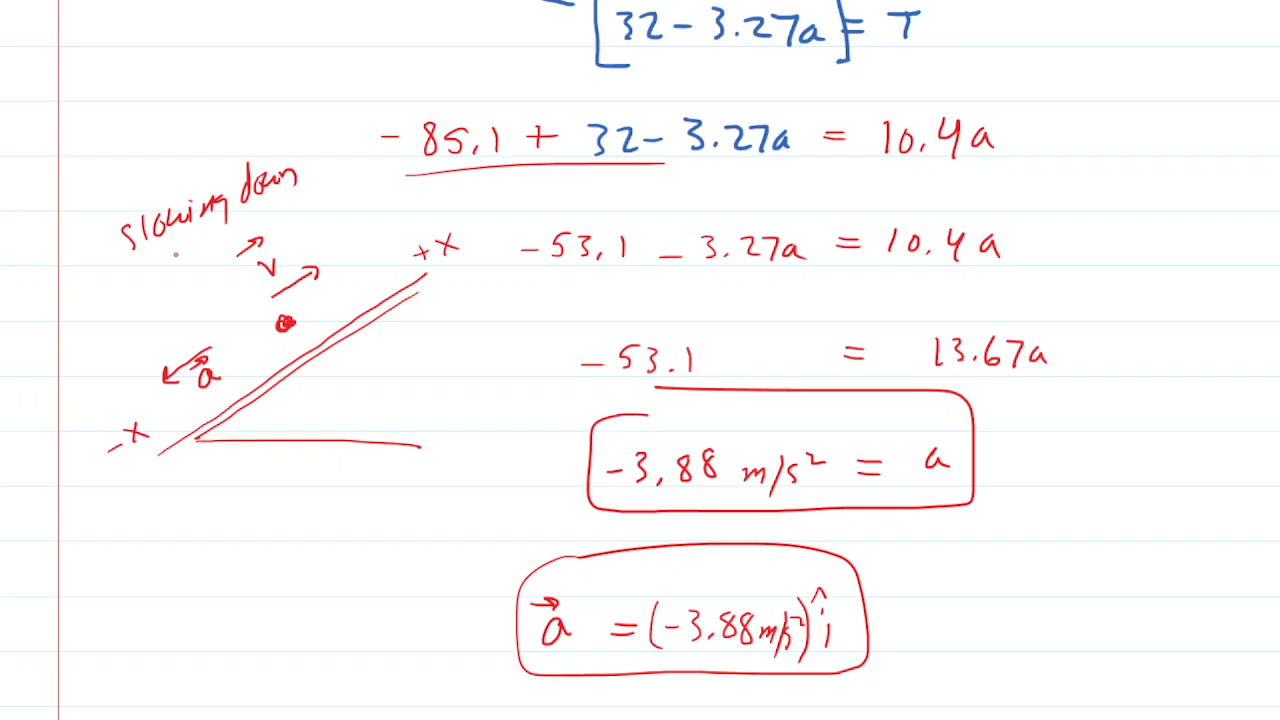 [32 - 3.27a] = T
- 85.1 + 32 - 3.27a = 10.4a
slowing down
+x
- 53.1 - 3.27a = 10.4a
v
- 53.1 = 13.67a
a
-x
-3.88 m/s² = a
a = (-3.88 m/s²) î